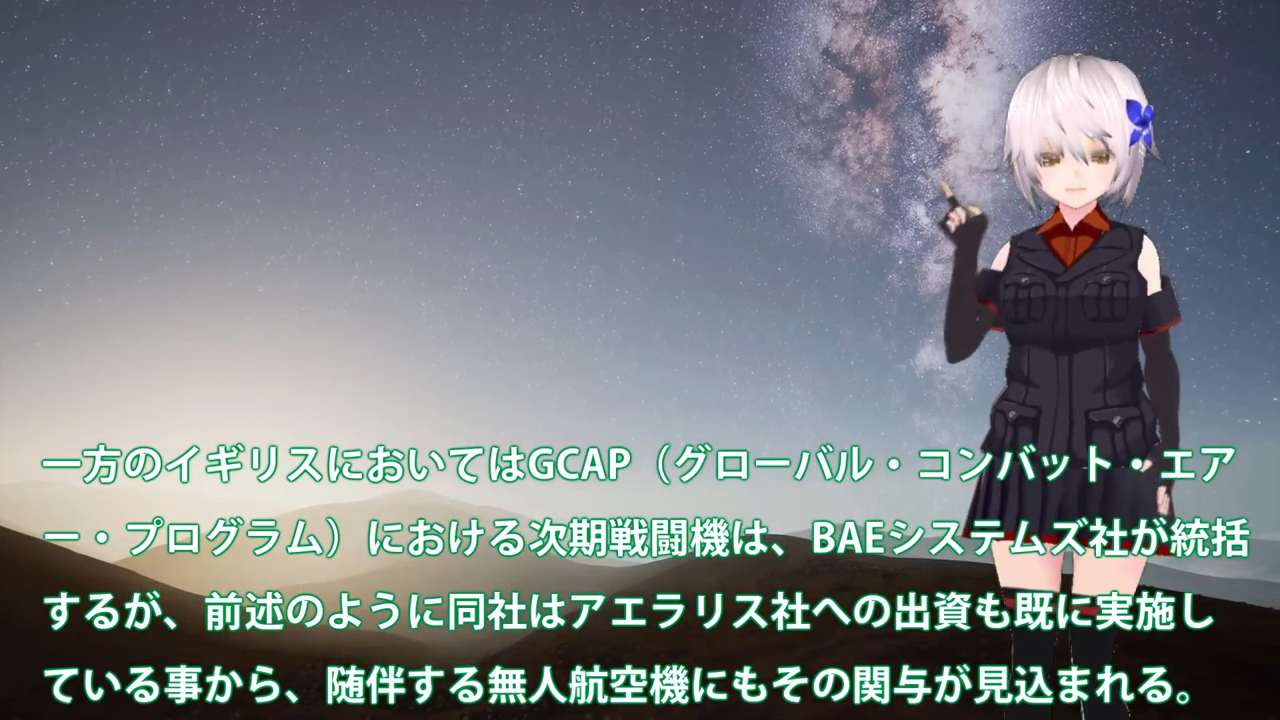 一方のイギリスにおいてはGCAP（グローバル・コンバット・エア
ー・プログラム）における次期戦闘機は、BAEシステムズ社が統括
するが、前述のように同社はアエラリス社への出資も既に実施し
ている事から、随伴する無人航空機にもその関与が見込まれる。